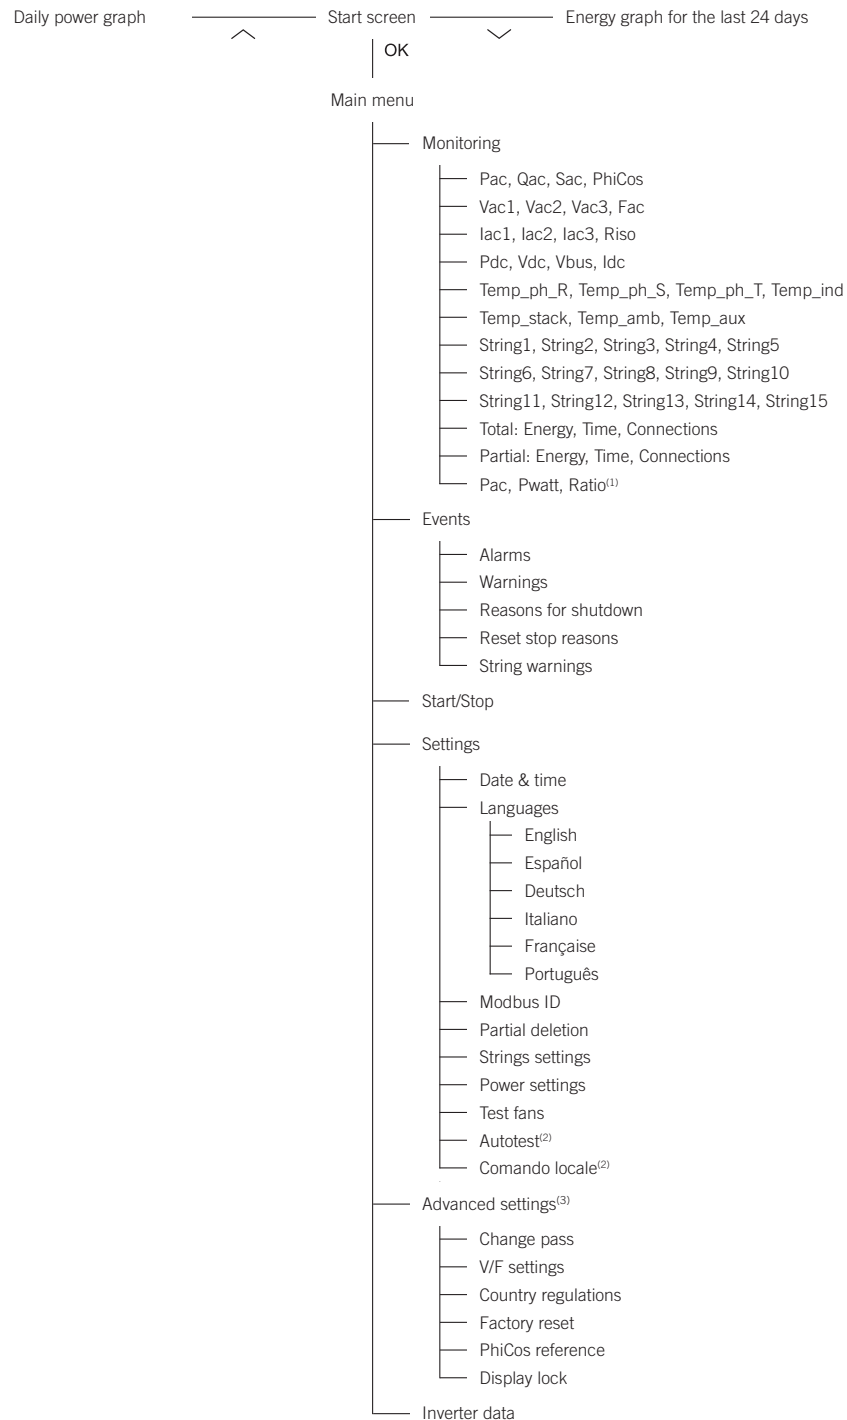 Daily power graph Start screen Energy graph for the last 24 days
OK
Main menu
Monitoring
Pac, Qac, Sac, PhiCos
Vac1, Vac2, Vac3, Fac
Iac1, Iac2, Iac3, Riso
Pdc, Vdc, Vbus, Idc
Temp_ph_R, Temp_ph_S, Temp_ph_T, Temp_ind
Temp_stack, Temp_amb, Temp_aux
String1, String2, String3, String4, String5
String6, String7, String8, String9, String10
String11, String12, String13, String14, String15
Total: Energy, Time, Connections
Partial: Energy, Time, Connections
Pac, Pwatt, Ratio(1)
Events
Alarms
Warnings
Reasons for shutdown
Reset stop reasons
String warnings
Start/Stop
Settings
Date & time
Languages
English
Español
Deutsch
Italiano
Française
Português
Modbus ID
Partial deletion
Strings settings
Power settings
Test fans
Autotest(2)
Comando locale(2)
Advanced settings(3)
Change pass
V/F settings
Country regulations
Factory reset
PhiCos reference
Display lock
Inverter data